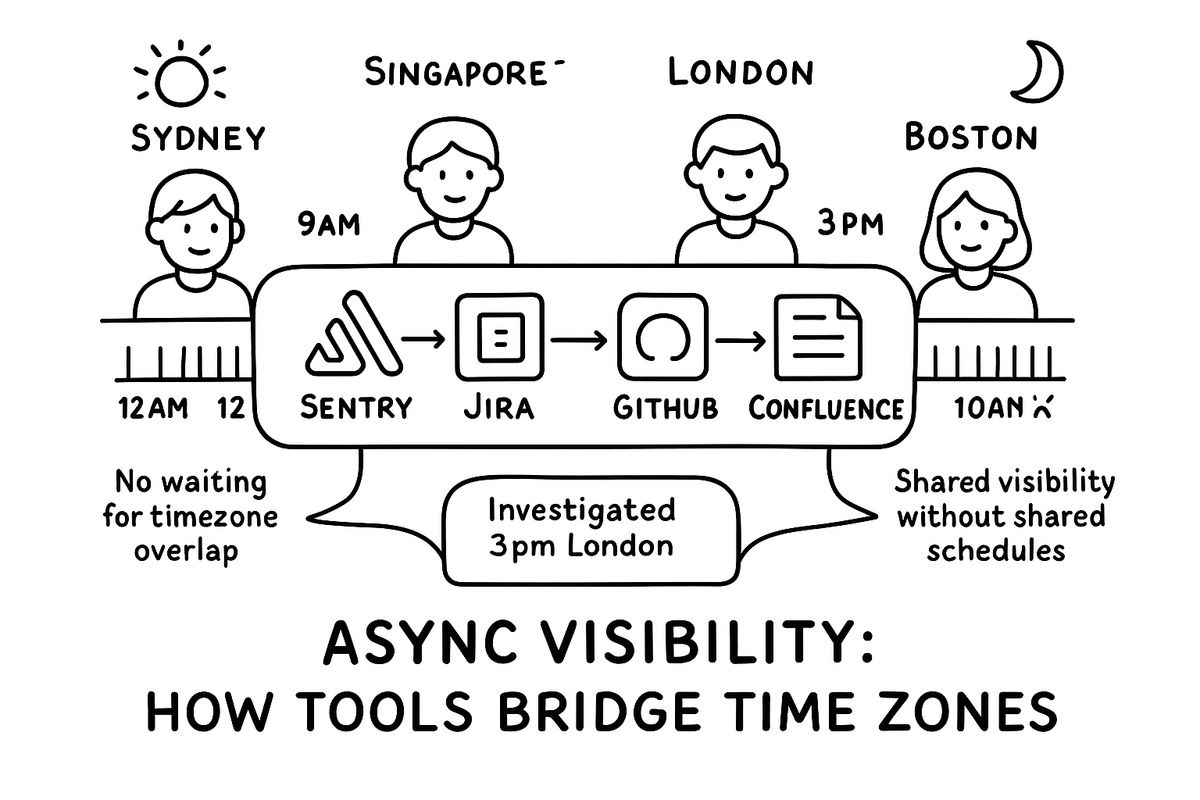 SINGAPORE-
LONDON
SYDNEY
BOSTON
9AM
3PM
12AM 12
SENTRY
JIRA
GITHUB
CONFLUENCE
10AN
No waiting
for timezone
overlap
Investigated
3pm London
Shared visibility
without shared
schedules
ASYNC VISIBILITY:
HOW TOOLS BRIDGE TIME ZONES